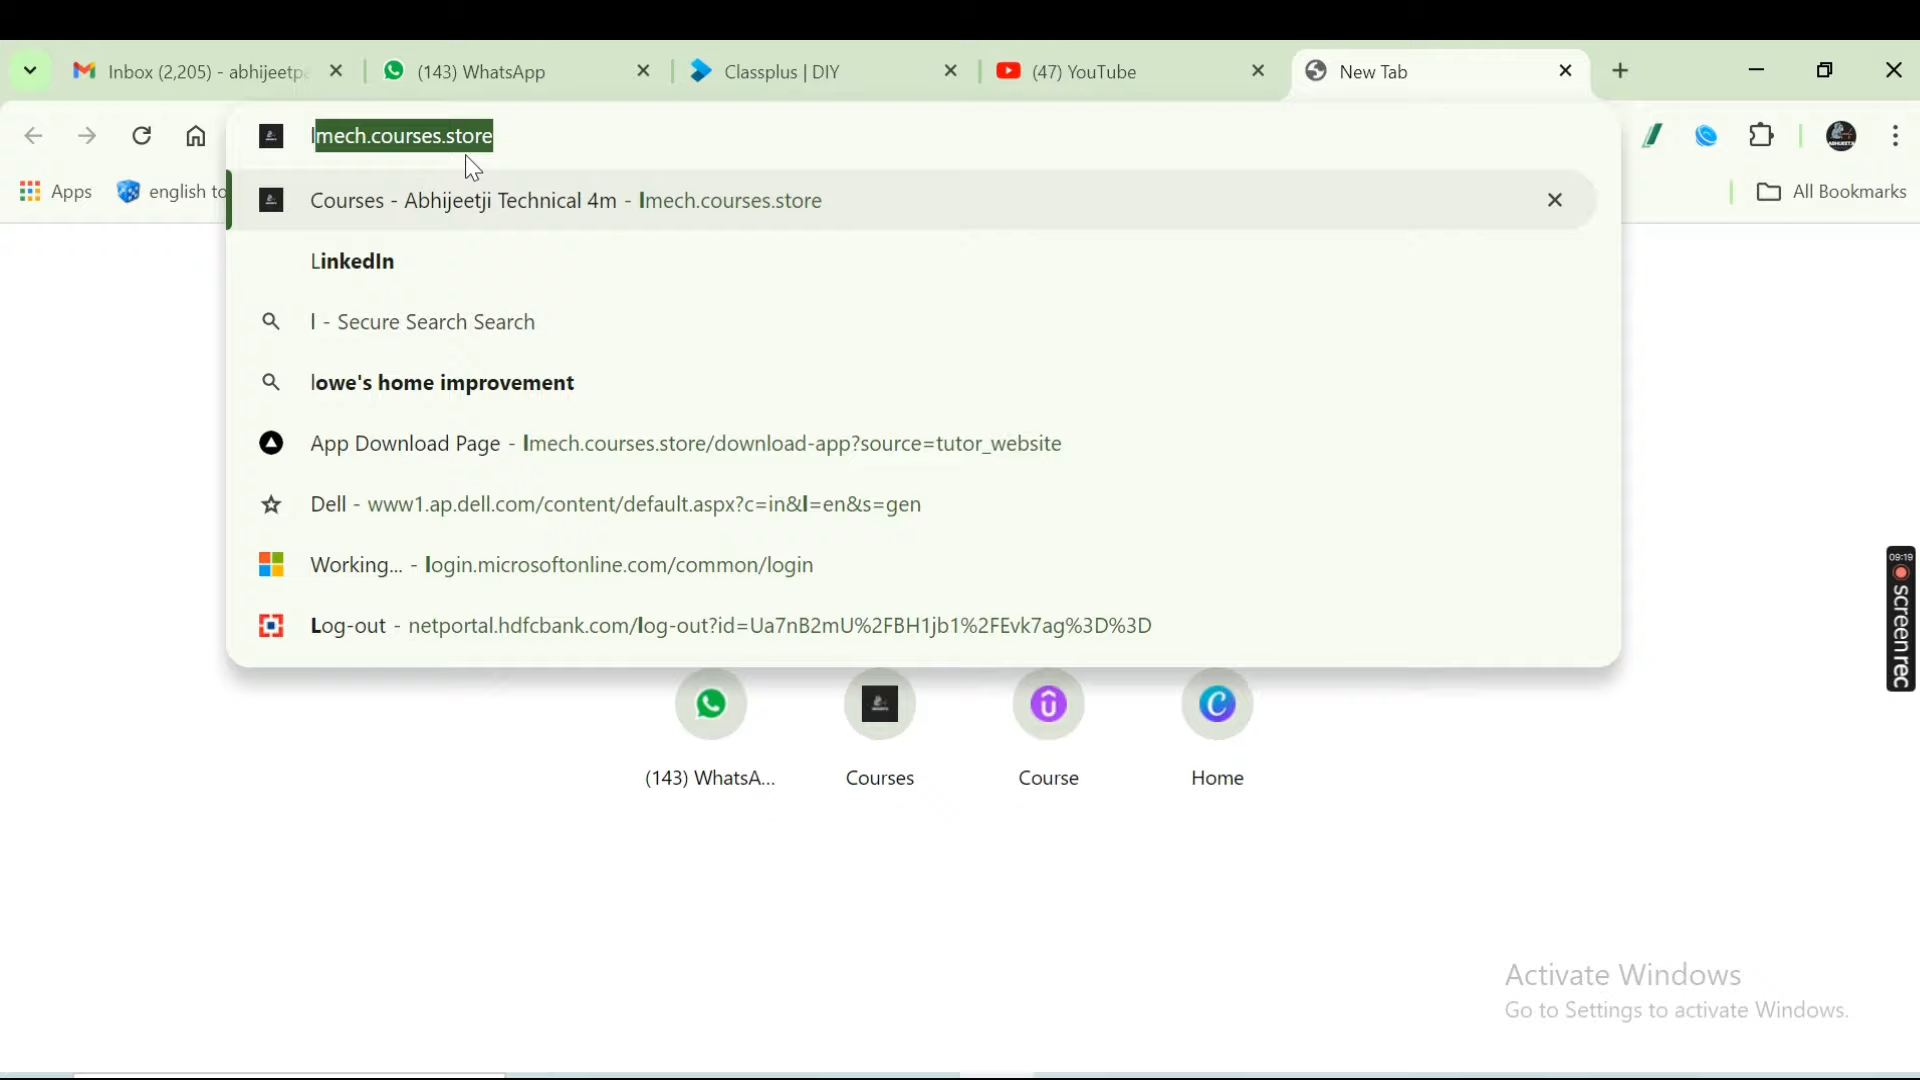 Inbox (2,205) - abhijeetp
(143) WhatsApp
Classplus | DIY
(47) YouTube
New Tab
lmech.courses.store
Apps
english to
All Bookmarks
Courses - Abhijeetji Technical 4m - lmech.courses.store
LinkedIn
l - Secure Search Search
lowe's home improvement
App Download Page - lmech.courses.store/download-app?source=tutor_website
Dell - www1.ap.dell.com/content/default.aspx?c=in&l=en&s=gen
Working... - login.microsoftonline.com/common/login
Log-out - netportal.hdfcbank.com/log-out?id=Ua7nB2mU%2FBH1jb1%2FEvk7ag%3D%3D
09:19
screenrec
(143) WhatsA...
Courses
Course
Home
Activate Windows
Go to Settings to activate Windows.